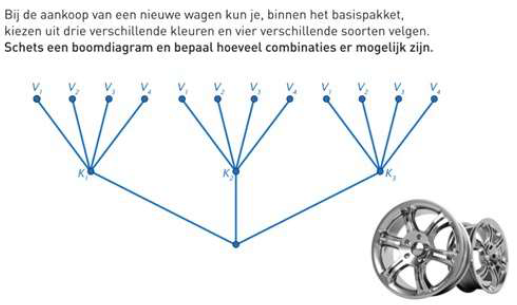 Bij de aankoop van een nieuwe wagen kun je, binnen het basispakket,
kiezen uit drie verschillende kleuren en vier verschillende soorten velgen.
Schets een boomdiagram en bepaal hoeveel combinaties er mogelijk zijn.
V₁ V₂ V₃ V₄ V₁ V₂ V₃ V₄ V₁ V₂ V₃ V₄
K₁ K₂ K₃